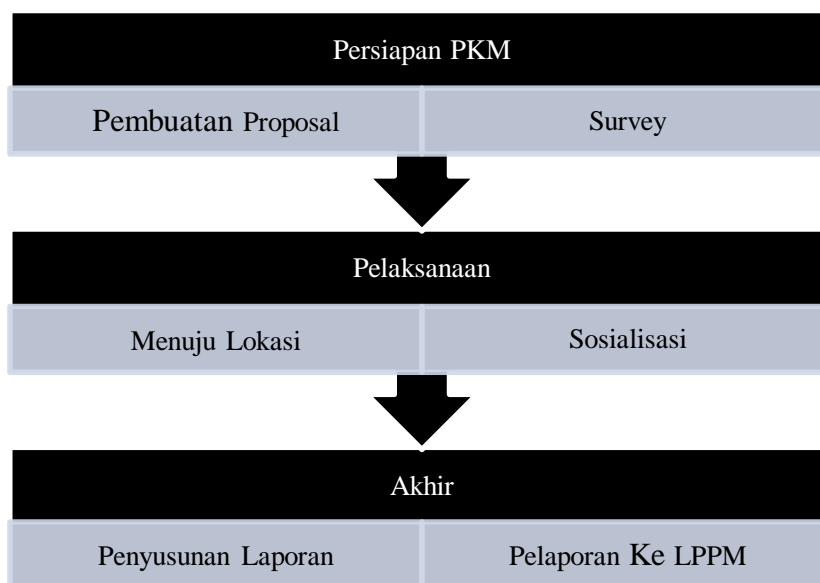 Persiapan PKM
Pembuatan Proposal
Survey
Pelaksanaan
Menuju Lokasi
Sosialisasi
Akhir
Penyusunan Laporan
Pelaporan Ke LPPM